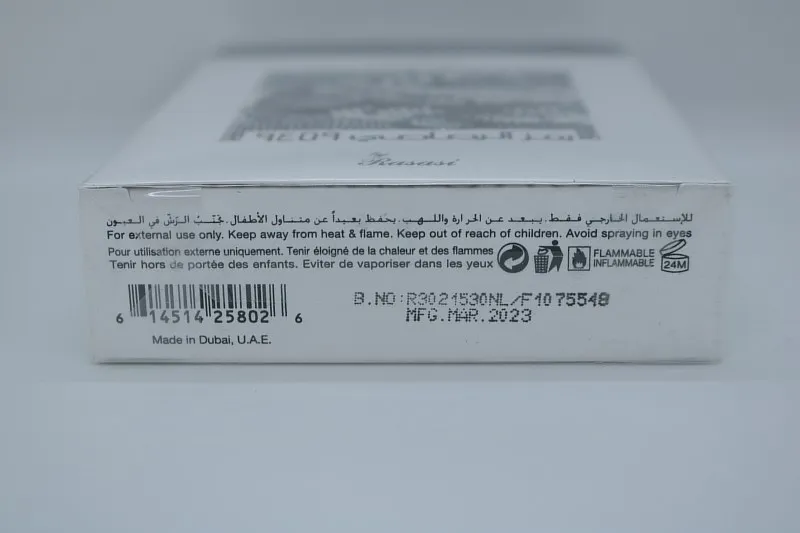 Rasasi
للإستعمال الخارجي فقط. يبعد عن الحرارة واللهب. يحفظ بعيداً عن متناول الأطفال. تجنب الرش في العيون
For external use only. Keep away from heat & flame. Keep out of reach of children. Avoid spraying in eyes
Pour utilisation externe uniquement. Tenir éloigné de la chaleur et des flammes
Tenir hors de portée des enfants. Eviter de vaporiser dans les yeux
FLAMMABLE
INFLAMMABLE
24M
6 14514 25802 6
B.NO:R3021530NL/F1075548
MFG.MAR.2023
Made in Dubai, U.A.E.